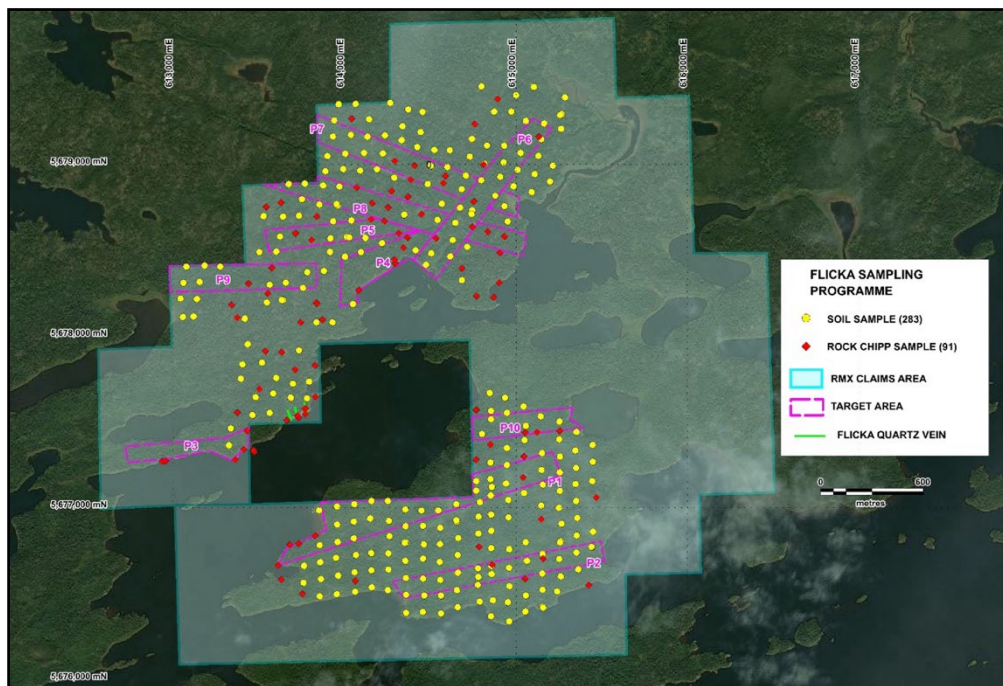 613,000 mE
614,000 mE
615,000 mE
616,000 mE
617,000 mE
P7
P6
5,679,000 mN
P8
P5
P4
P9
5,678,000 mN
FLICKA SAMPLING
PROGRAMME
SOIL SAMPLE (283)
ROCK CHIPP SAMPLE (91)
RMX CLAIMS AREA
TARGET AREA
FLICKA QUARTZ VEIN
P10
P3
P1
0
600
metres
5,677,000 mN
P2
5,676,000 mN